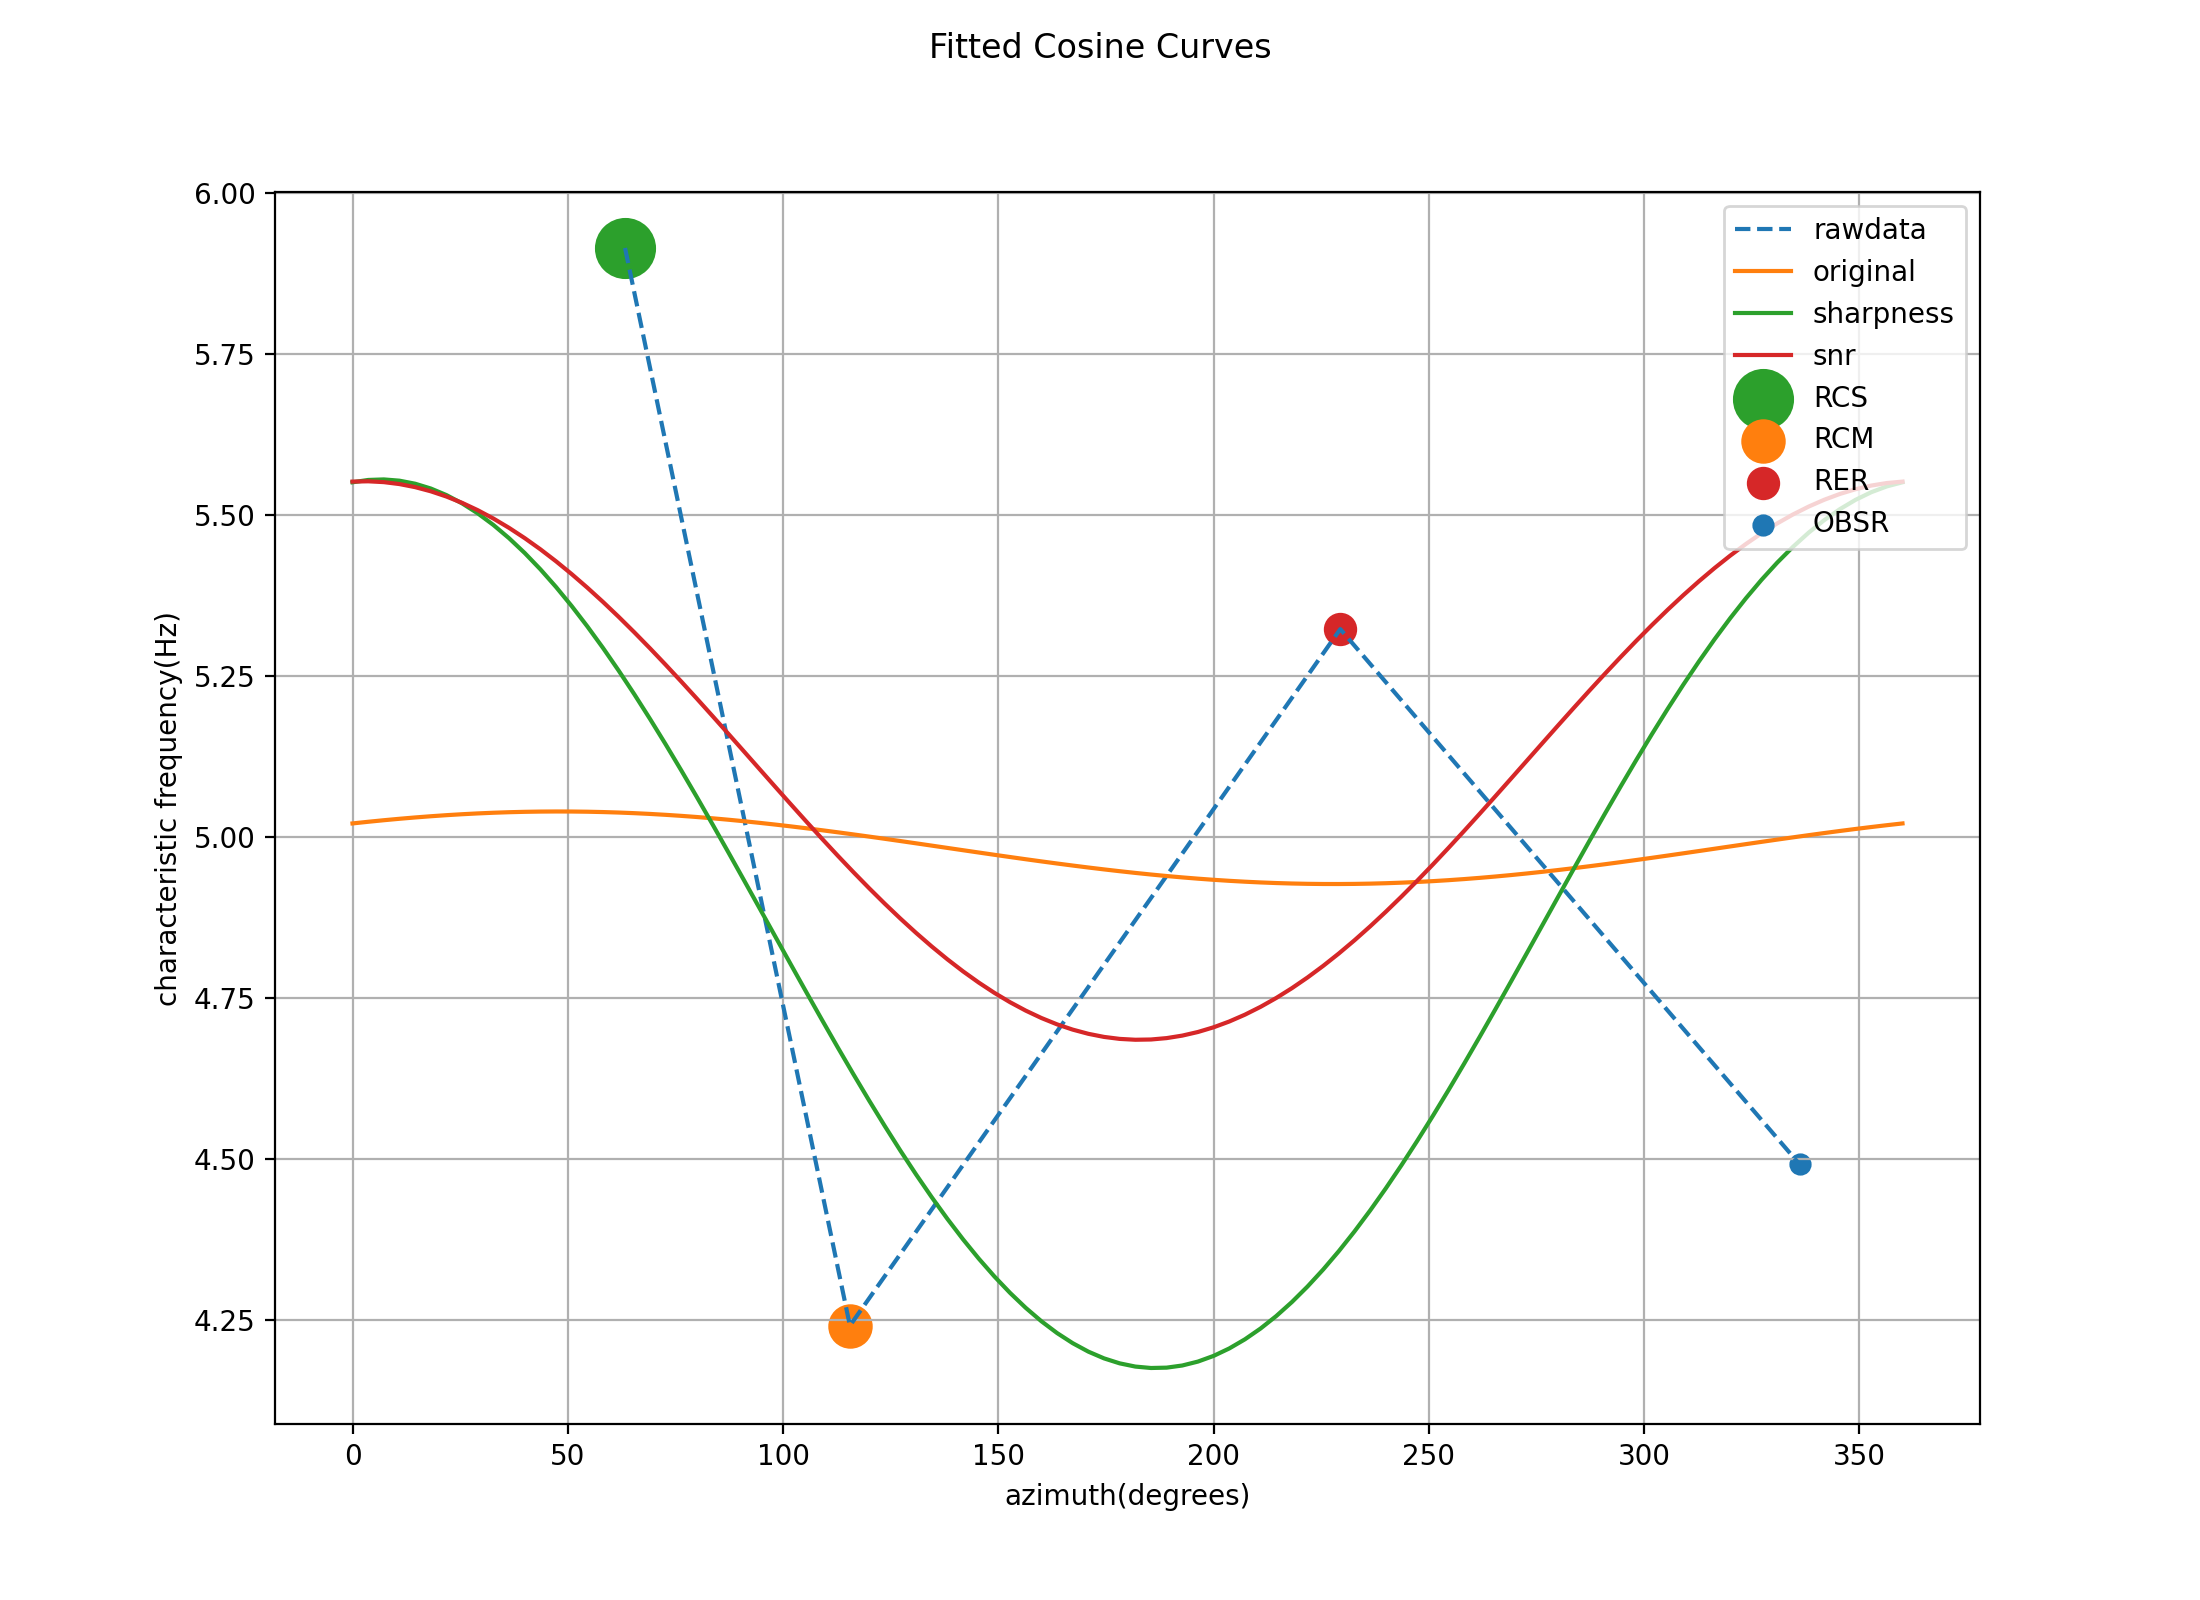 Fitted Cosine Curves
6.00
5.75
5.50
5.25
5.00
4.75
4.50
4.25
characteristic frequency(Hz)
rawdata
original
sharpness
snr
RCS
RCM
RER
OBSR
0 50 100 150 200 250 300 350
azimuth(degrees)